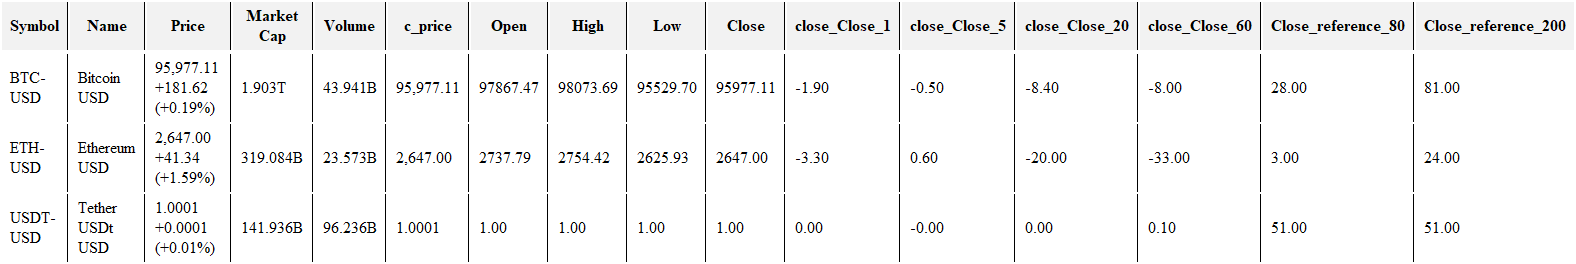 Symbol Name Price Market Cap Volume c_price Open High Low Close close_Close_1 close_Close_5 close_Close_20 close_Close_60 Close_reference_80 Close_reference_200
BTC-USD Bitcoin USD 95,977.11 +181.62 (+0.19%) 1.903T 43.941B 95,977.11 97867.47 98073.69 95529.70 95977.11 -1.90 -0.50 -8.40 -8.00 28.00 81.00
ETH-USD Ethereum USD 2,647.00 +41.34 (+1.59%) 319.084B 23.573B 2,647.00 2737.79 2754.42 2625.93 2647.00 -3.30 0.60 -20.00 -33.00 3.00 24.00
USDT-USD Tether USDt USD 1.0001 +0.0001 (+0.01%) 141.936B 96.236B 1.0001 1.00 1.00 1.00 1.00 0.00 -0.00 0.00 0.10 51.00 51.00